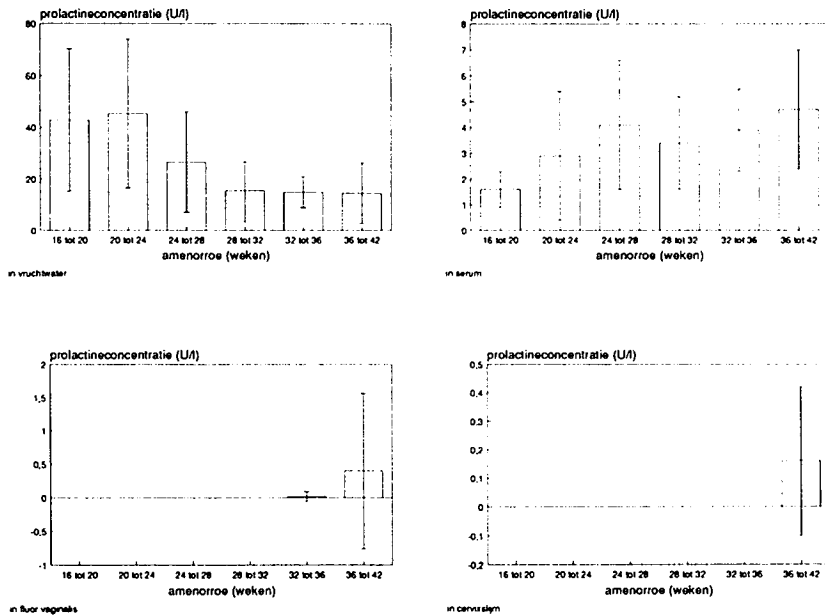 prolactineconcentratie (U/l)
80
60
40
20
0
16 tot 20 20 tot 24 24 tot 28 28 tot 32 32 tot 36 36 tot 42
amenorroe (weken)
in vruchtwater
prolactineconcentratie (U/l)
8
7
6
5
4
3
2
1
0
16 tot 20 20 tot 24 24 tot 28 28 tot 32 32 tot 36 36 tot 42
amenorroe (weken)
in serum
prolactineconcentratie (U/l)
2
1,5
1
0,5
0
-0,5
-1
16 tot 20 20 tot 24 24 tot 28 28 tot 32 32 tot 36 36 tot 42
amenorroe (weken)
in fluor vaginalis
prolactineconcentratie (U/l)
0,5
0,4
0,3
0,2
0,1
0
-0,1
-0,2
16 tot 20 20 tot 24 24 tot 28 28 tot 32 32 tot 36 36 tot 42
amenorroe (weken)
in cervixslijm